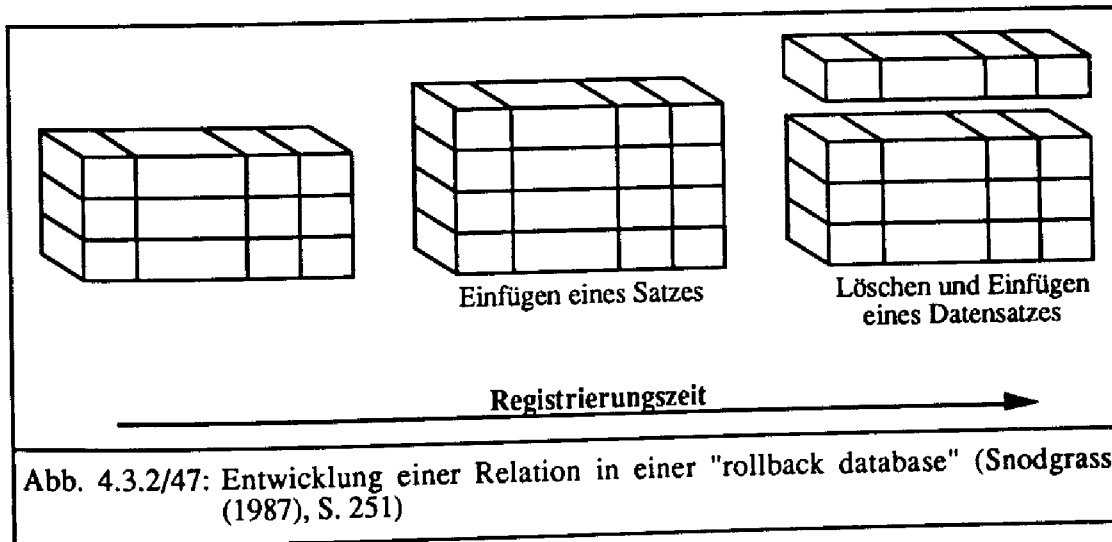 Einfügen eines Satzes
Löschen und Einfügen
eines Datensatzes
Registrierungszeit
Abb. 4.3.2/47: Entwicklung einer Relation in einer "rollback database" (Snodgrass
(1987), S. 251)